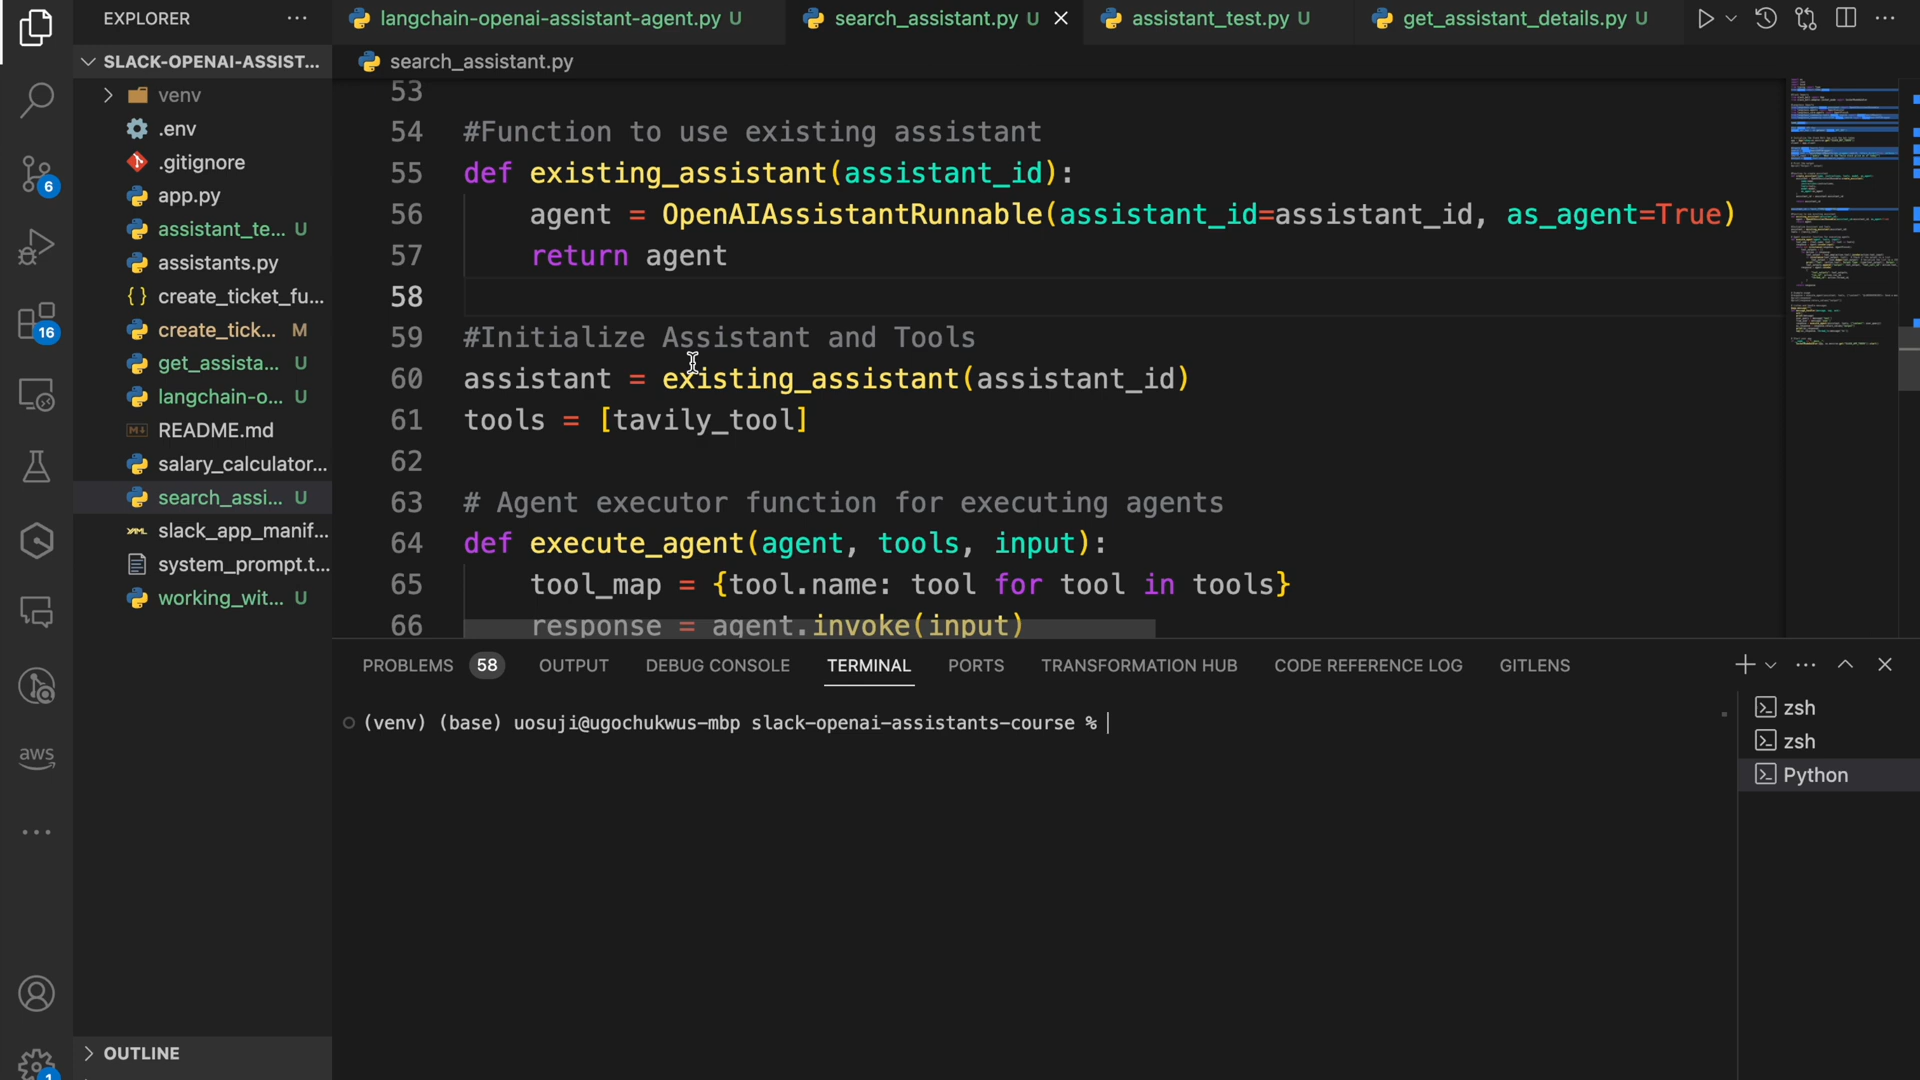 EXPLORER
SLACK-OPENAI-ASSIST...
venv
.env
.gitignore
app.py
assistant_te... U
assistants.py
{} create_ticket_fu...
create_tick... M
get_assista... U
langchain-o... U
README.md
salary_calculator...
search_assi... U
slack_app_manif...
system_prompt.t...
working_wit... U
OUTLINE
6
16
aws
1
langchain-openai-assistant-agent.py U
search_assistant.py U
assistant_test.py U
get_assistant_details.py U
search_assistant.py
53
54 #Function to use existing assistant
55 def existing_assistant(assistant_id):
56 agent = OpenAIAssistantRunnable(assistant_id=assistant_id, as_agent=True)
57 return agent
58
59 #Initialize Assistant and Tools
60 assistant = existing_assistant(assistant_id)
61 tools = [tavily_tool]
62
63 # Agent executor function for executing agents
64 def execute_agent(agent, tools, input):
65 tool_map = {tool.name: tool for tool in tools}
66 response = agent.invoke(input)
PROBLEMS 58 OUTPUT DEBUG CONSOLE TERMINAL PORTS TRANSFORMATION HUB CODE REFERENCE LOG GITLENS
(venv) (base) uosuji@ugochukwus-mbp slack-openai-assistants-course %
zsh
zsh
Python